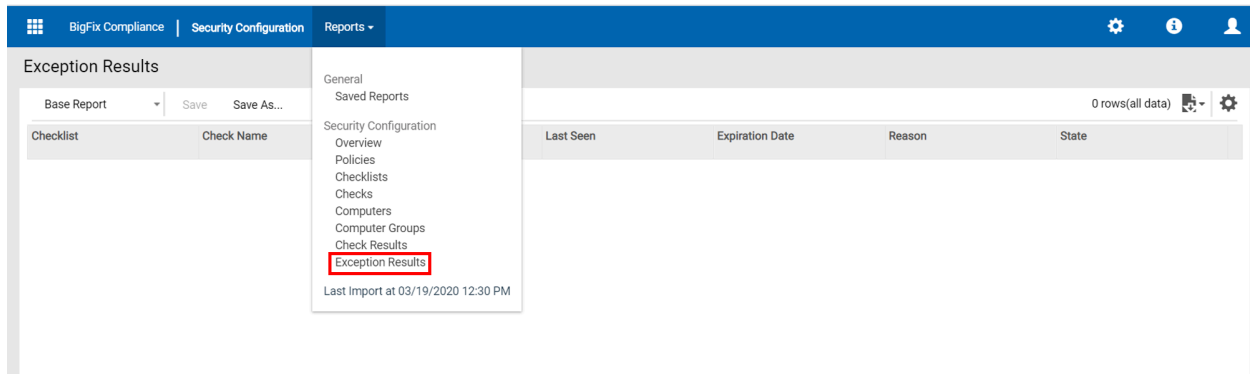 BigFix Compliance | Security Configuration Reports
Exception Results
Base Report Save Save As... 0 rows(all data)
Checklist Check Name Last Seen Expiration Date Reason State
General
Saved Reports
Security Configuration
Overview
Policies
Checklists
Checks
Computers
Computer Groups
Check Results
Exception Results
Last Import at 03/19/2020 12:30 PM